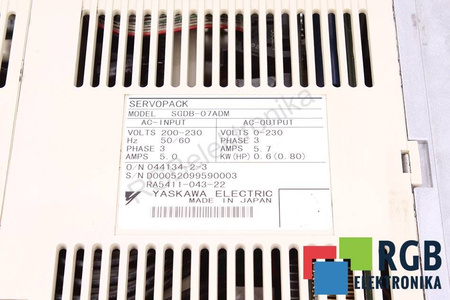 SERVOPACK
MODEL SGDB-07ADM
AC-INPUT AC-OUTPUT
VOLTS 200-230 VOLTS 0-230
Hz 50/60 PHASE 3
PHASE 3 AMPS 5.7
AMPS 5.0 KW(HP) 0.6(0.80)
O/N 044134-2-3
S/N D00052099590003
RA5411-043-22
YASKAWA ELECTRIC
MADE IN JAPAN
RGB
ELEKTRONIKA